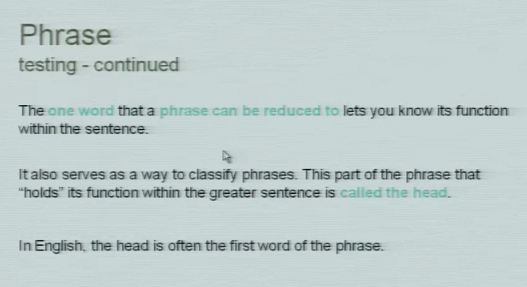 Phrase
testing - continued
The one word that a phrase can be reduced to lets you know its function
within the sentence.
It also serves as a way to classify phrases. This part of the phrase that
“holds” its function within the greater sentence is called the head.
In English, the head is often the first word of the phrase.